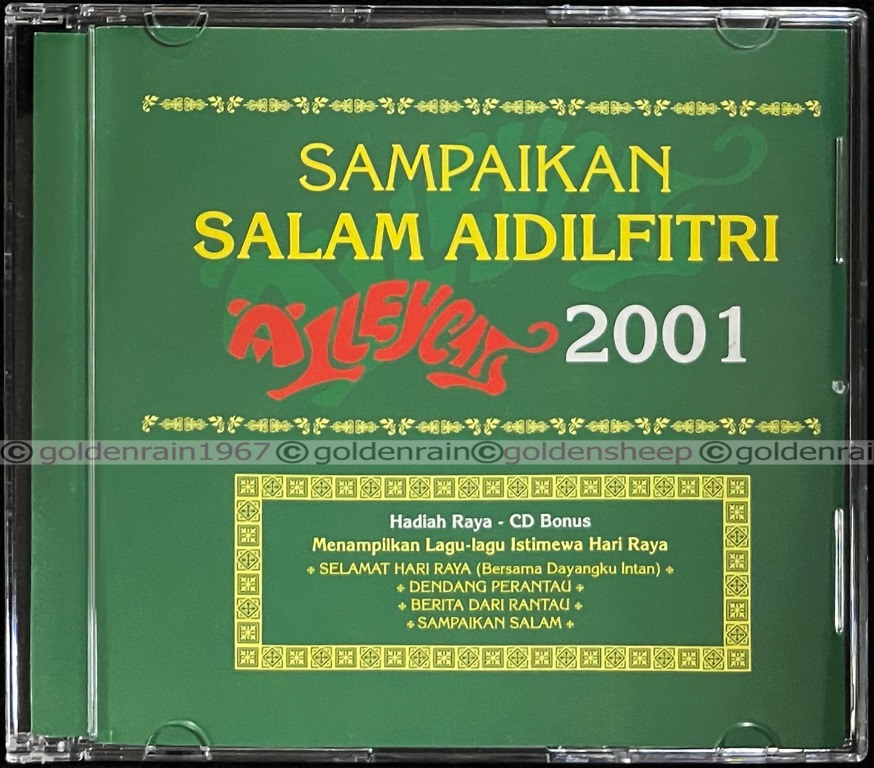 SAMPAIKAN
SALAM AIDILFITRI
ALLEYCATS 2001
© goldenrain1967 © goldenrain©goldensheep © goldenrain
Hadiah Raya - CD Bonus
Menampilkan Lagu-lagu Istimewa Hari Raya
SELAMAT HARI RAYA (Bersama Dayangku Intan)
DENDANG PERANTAU
BERITA DARI RANTAU
SAMPAIKAN SALAM